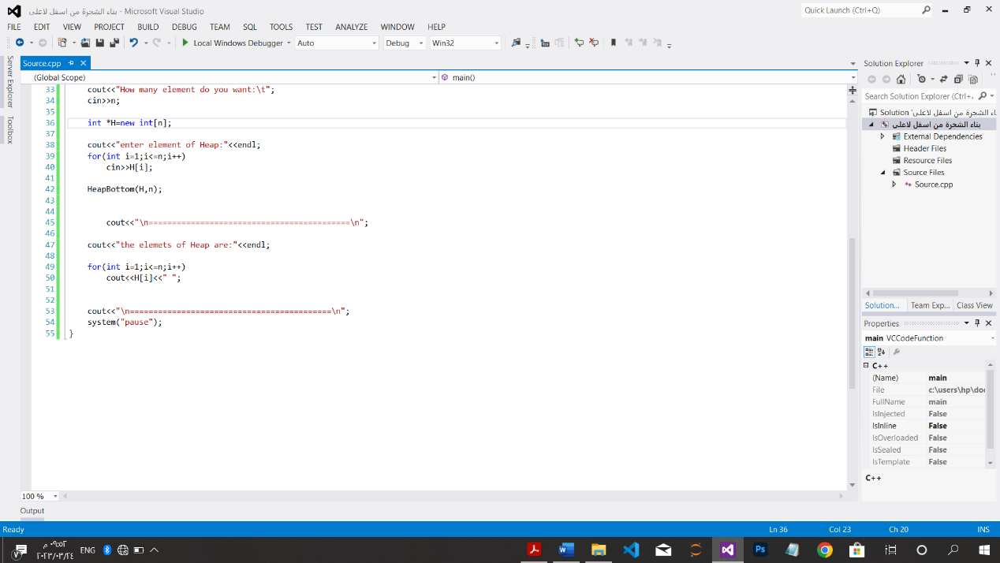 بناء الشجرة من اسفل لاعلى - Microsoft Visual Studio
Quick Launch (Ctrl+Q)
FILE EDIT VIEW PROJECT BUILD DEBUG TEAM SQL TOOLS TEST ANALYZE WINDOW HELP
Local Windows Debugger Auto Debug Win32
Server Explorer
Toolbox
Source.cpp
(Global Scope) main()
33 cout<<"How many element do you want:\t";
34 cin>>n;
35
36 int *H=new int[n];
37
38 cout<<"enter element of Heap:"<<endl;
39 for(int i=1;i<=n;i++)
40 cin>>H[i];
41
42 HeapBottom(H,n);
43
44
45 cout<<"\n===========================================\n";
46
47 cout<<"the elemets of Heap are:"<<endl;
48
49 for(int i=1;i<=n;i++)
50 cout<<H[i]<<" ";
51
52
53 cout<<"\n===========================================\n";
54 system("pause");
55 }
100 %
Output
Solution Explorer
Search Solution Explorer (Ctrl+
Solution 'بناء الشجرة من اسفل لاعلى
بناء الشجرة من اسفل لاعلى
External Dependencies
Header Files
Resource Files
Source Files
Source.cpp
Solution... Team Exp... Class View
Properties
main VCCodeFunction
C++
(Name) main
File c:\users\hp\do
FullName main
IsInjected False
IsInline False
IsOverloaded False
IsSealed False
IsTemplate False
C++
Ready Ln 36 Col 23 Ch 20 INS
٠٩:٥٢ م
٢٠٢٣/٠٣/٢٤
ENG